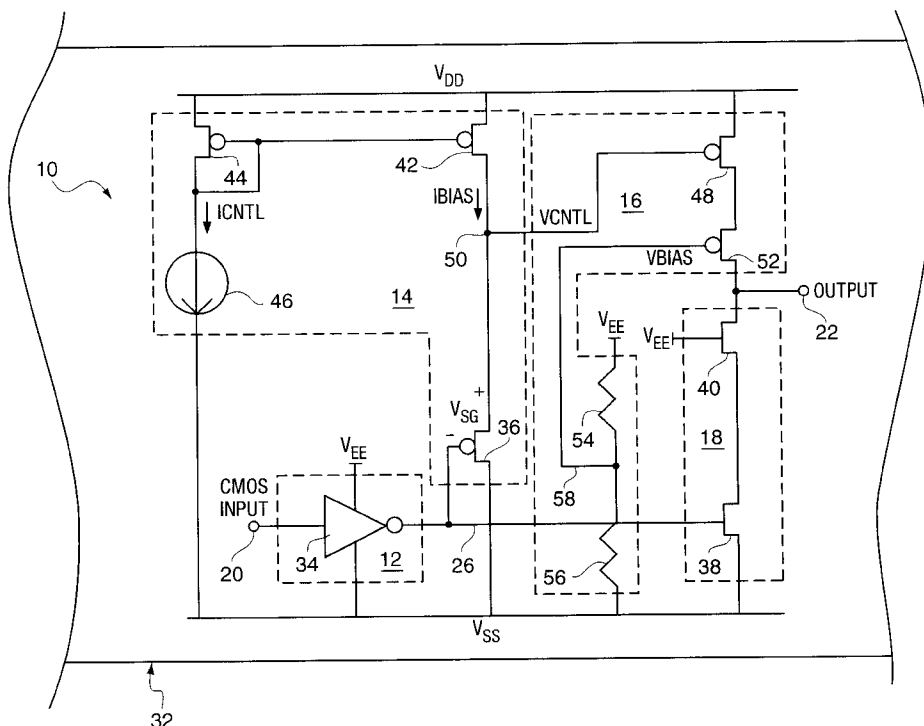 V_DD
10
44
42
48
ICNTL
IBIAS
VCNTL
16
50
VBIAS
52
46
14
OUTPUT
22
V_EE
V_EE
40
+
V_SG
-
36
54
18
V_EE
58
CMOS
INPUT
34
12
20
26
56
38
V_SS
32